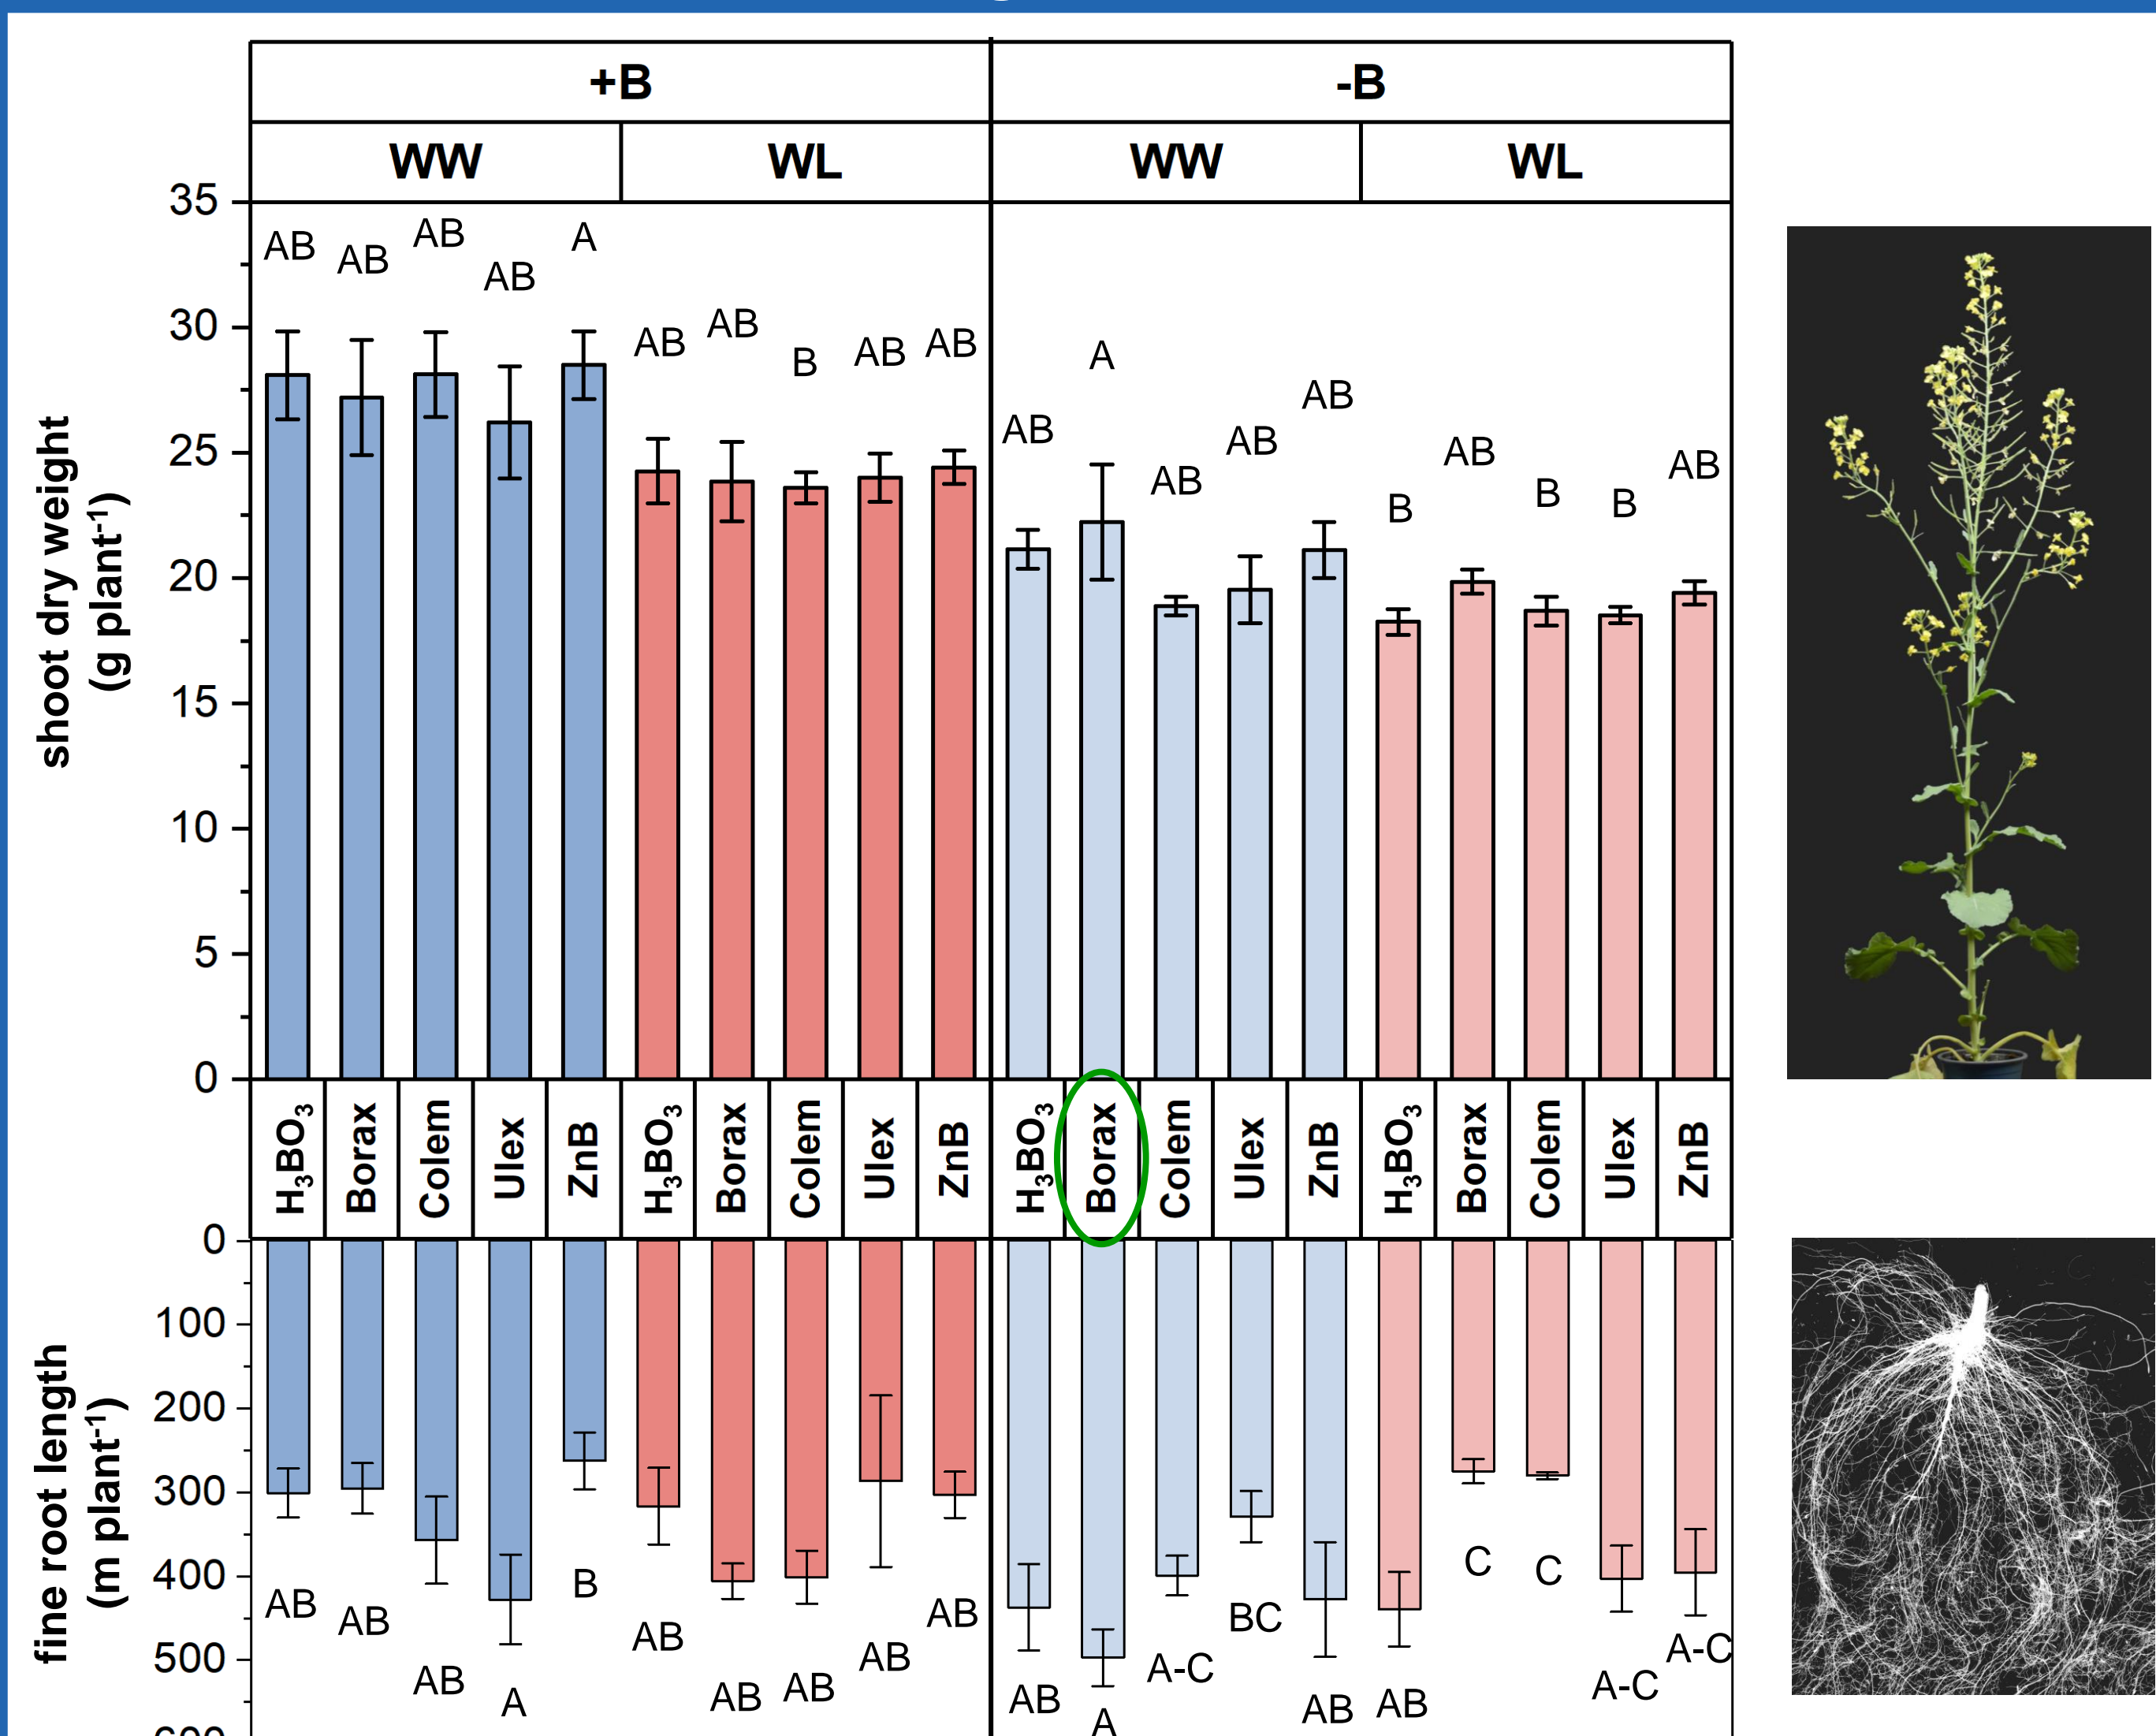 +B -B
WW WL WW WL
35
AB AB AB AB A
30
AB AB B AB AB
AB A AB AB AB
B AB B B AB
25
20
15
10
5
0
shoot dry weight
(g plant⁻¹)
H₃BO₃ Borax Colem Ulex ZnB H₃BO₃ Borax Colem Ulex ZnB H₃BO₃ Borax Colem Ulex ZnB H₃BO₃ Borax Colem Ulex ZnB
0
100
200
300
400
500
600
fine root length
(m plant⁻¹)
AB AB AB A B AB AB AB AB AB AB A A-C BC AB AB C C A-C A-C